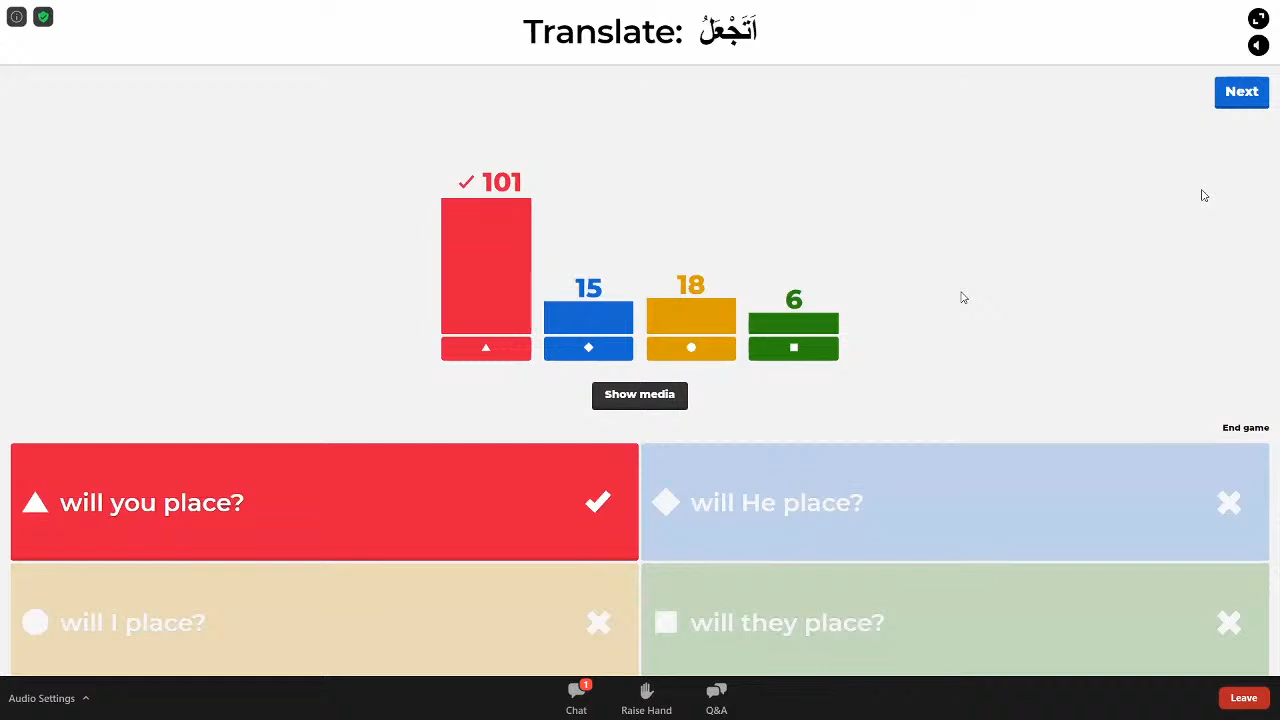 Translate: اَتَجْعَلُ
Next
101
15
18
6
Show media
End game
will you place?
will He place?
will I place?
will they place?
Audio Settings
1
Chat
Raise Hand
Q&A
Leave